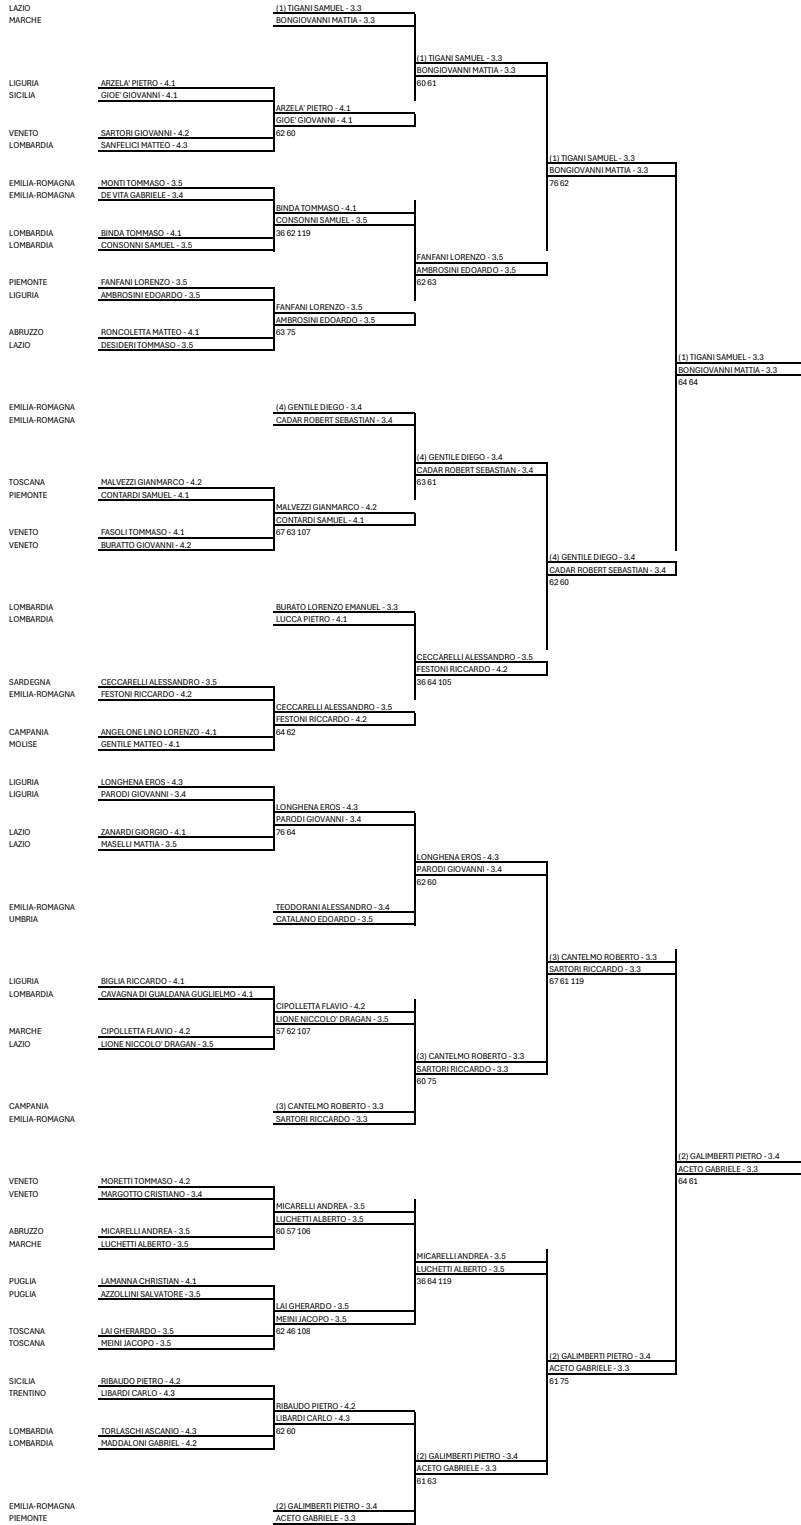 LAZIO (1) TIGANI SAMUEL - 3.3
MARCHE BONGIOVANNI MATTIA - 3.3
(1) TIGANI SAMUEL - 3.3
BONGIOVANNI MATTIA - 3.3
LIGURIA ARZELA' PIETRO - 4.1 60 61
SICILIA GIOE' GIOVANNI - 4.1
ARZELA' PIETRO - 4.1
GIOE' GIOVANNI - 4.1
VENETO SARTORI GIOVANNI - 4.2 62 60
LOMBARDIA SANFELICI MATTEO - 4.3
(1) TIGANI SAMUEL - 3.3
BONGIOVANNI MATTIA - 3.3
EMILIA-ROMAGNA MONTI TOMMASO - 3.5 76 62
EMILIA-ROMAGNA DE VITA GABRIELE - 3.4
BINDA TOMMASO - 4.1
CONSONNI SAMUEL - 3.5
LOMBARDIA BINDA TOMMASO - 4.1 36 62 119
LOMBARDIA CONSONNI SAMUEL - 3.5
FANFANI LORENZO - 3.5
AMBROSINI EDOARDO - 3.5
PIEMONTE FANFANI LORENZO - 3.5 62 63
LIGURIA AMBROSINI EDOARDO - 3.5
FANFANI LORENZO - 3.5
AMBROSINI EDOARDO - 3.5
ABRUZZO RONCOLETTA MATTEO - 4.1 63 75
LAZIO DESIDERI TOMMASO - 3.5
(1) TIGANI SAMUEL - 3.3
BONGIOVANNI MATTIA - 3.3
64 64
EMILIA-ROMAGNA (4) GENTILE DIEGO - 3.4
EMILIA-ROMAGNA CADAR ROBERT SEBASTIAN - 3.4
(4) GENTILE DIEGO - 3.4
CADAR ROBERT SEBASTIAN - 3.4
TOSCANA MALVEZZI GIANMARCO - 4.2 63 61
PIEMONTE CONTARDI SAMUEL - 4.1
MALVEZZI GIANMARCO - 4.2
CONTARDI SAMUEL - 4.1
VENETO FASOLI TOMMASO - 4.1 67 63 107
VENETO BURATTO GIOVANNI - 4.2
(4) GENTILE DIEGO - 3.4
CADAR ROBERT SEBASTIAN - 3.4
62 60
LOMBARDIA BURATO LORENZO EMANUEL - 3.3
LOMBARDIA LUCCA PIETRO - 4.1
CECCARELLI ALESSANDRO - 3.5
FESTONI RICCARDO - 4.2
SARDEGNA CECCARELLI ALESSANDRO - 3.5 36 64 105
EMILIA-ROMAGNA FESTONI RICCARDO - 4.2
CECCARELLI ALESSANDRO - 3.5
FESTONI RICCARDO - 4.2
CAMPANIA ANGELONE LINO LORENZO - 4.1 64 62
MOLISE GENTILE MATTEO - 4.1
LIGURIA LONGHENA EROS - 4.3
LIGURIA PARODI GIOVANNI - 3.4
LONGHENA EROS - 4.3
PARODI GIOVANNI - 3.4
LAZIO ZANARDI GIORGIO - 4.1 76 64
LAZIO MASELLI MATTIA - 3.5
LONGHENA EROS - 4.3
PARODI GIOVANNI - 3.4
62 60
EMILIA-ROMAGNA TEODORANI ALESSANDRO - 3.4
UMBRIA CATALANO EDOARDO - 3.5
(3) CANTELMO ROBERTO - 3.3
SARTORI RICCARDO - 3.3
LIGURIA BIGLIA RICCARDO - 4.1 67 61 119
LOMBARDIA CAVAGNA DI GUALDANA GUGLIELMO - 4.1
CIPOLLETTA FLAVIO - 4.2
LIONE NICCOLO' DRAGAN - 3.5
MARCHE CIPOLLETTA FLAVIO - 4.2 57 62 107
LAZIO LIONE NICCOLO' DRAGAN - 3.5
(3) CANTELMO ROBERTO - 3.3
SARTORI RICCARDO - 3.3
60 75
CAMPANIA (3) CANTELMO ROBERTO - 3.3
EMILIA-ROMAGNA SARTORI RICCARDO - 3.3
(2) GALIMBERTI PIETRO - 3.4
ACETO GABRIELE - 3.3
VENETO MORETTI TOMMASO - 4.2 64 61
VENETO MARGOTTO CRISTIANO - 3.4
MICARELLI ANDREA - 3.5
LUCHETTI ALBERTO - 3.5
ABRUZZO MICARELLI ANDREA - 3.5 60 57 106
MARCHE LUCHETTI ALBERTO - 3.5
MICARELLI ANDREA - 3.5
LUCHETTI ALBERTO - 3.5
PUGLIA LAMANNA CHRISTIAN - 4.1 36 64 119
PUGLIA AZZOLLINI SALVATORE - 3.5
LAI GHERARDO - 3.5
MEINI JACOPO - 3.5
TOSCANA LAI GHERARDO - 3.5 62 46 108
TOSCANA MEINI JACOPO - 3.5
(2) GALIMBERTI PIETRO - 3.4
ACETO GABRIELE - 3.3
SICILIA RIBAUDO PIETRO - 4.2 61 75
TRENTINO LIBARDI CARLO - 4.3
RIBAUDO PIETRO - 4.2
LIBARDI CARLO - 4.3
LOMBARDIA TORLASCHI ASCANIO - 4.3 62 60
LOMBARDIA MADDALONI GABRIEL - 4.2
(2) GALIMBERTI PIETRO - 3.4
ACETO GABRIELE - 3.3
61 63
EMILIA-ROMAGNA (2) GALIMBERTI PIETRO - 3.4
PIEMONTE ACETO GABRIELE - 3.3